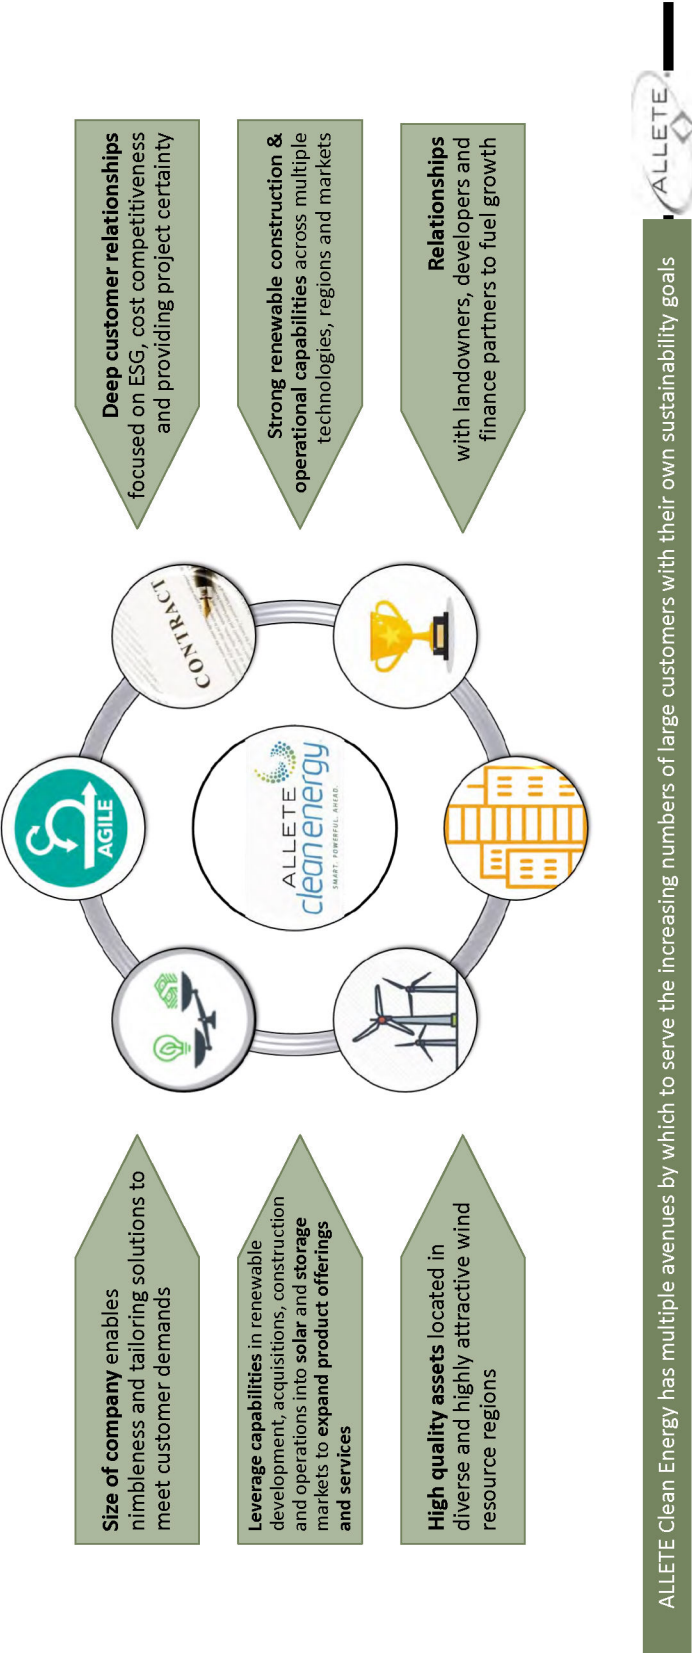 Size of company enables
nimbleness and tailoring solutions to
meet customer demands
Leverage capabilities in renewable
development, acquisitions, construction
and operations into solar and storage
markets to expand product offerings
and services
High quality assets located in
diverse and highly attractive wind
resource regions
AGILE
CONTRACT
ALLETE
clean energy
SMART. POWERFUL. AHEAD.
Deep customer relationships
focused on ESG, cost competitiveness
and providing project certainty
Strong renewable construction &
operational capabilities across multiple
technologies, regions and markets
Relationships
with landowners, developers and
finance partners to fuel growth
ALLETE Clean Energy has multiple avenues by which to serve the increasing numbers of large customers with their own sustainability goals
ALLETE